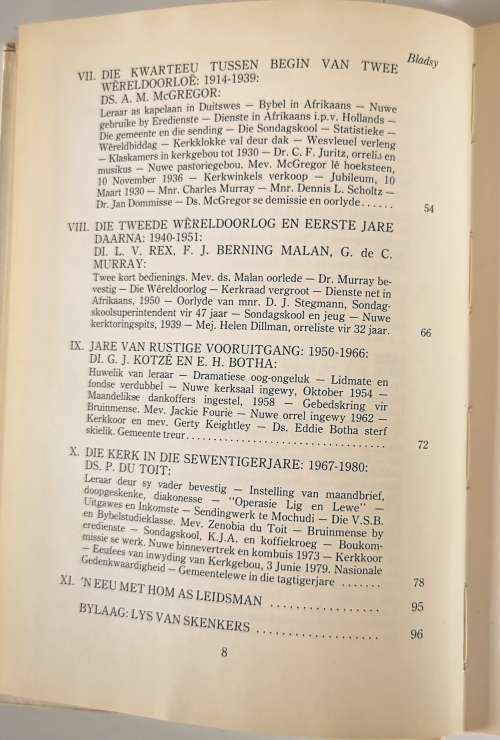 Bladsy
VII. DIE KWARTEEU TUSSEN BEGIN VAN TWEE
WÊRELDOORLOË: 1914-1939:
DS. A. M. McGREGOR:
Leraar as kapelaan in Duitswes — Bybel in Afrikaans — Nuwe
gebruike by Eredienste — Dienste in Afrikaans i.p.v. Hollands —
Die gemeente en die sending — Die Sondagskool — Statistieke —
Wêreldbiddag — Kerkklokke val deur dak — Wesvleuel verleng
— Klaskamers in kerkgebou tot 1930 — Dr. C. F. Juritz, orrelis en
musikus — Nuwe pastoriegebou. Mev. McGregor lê hoeksteen,
10 November 1936 — Kerkwinkels verkoop — Jubileum, 10
Maart 1930 — Mnr. Charles Murray — Mnr. Dennis L. Scholtz —
Dr. Jan Dommisse — Ds. McGregor se demissie en oorlyde...... 54
VIII. DIE TWEEDE WÊRELDOORLOG EN EERSTE JARE
DAARNA: 1940-1951:
DI. L. V. REX, F. J. BERNING MALAN, G. de C.
MURRAY:
Twee kort bedienings. Mev. ds. Malan oorlede — Dr. Murray be-
vestig — Die Wêreldoorlog — Kerkraad vergroot — Dienste net in
Afrikaans, 1950 — Oorlyde van mnr. D. J. Stegmann, Sondag-
skoolsuperintendent vir 47 jaar — Sondagskool en jeug — Nuwe
kerktoringspits, 1939 — Mej. Helen Dillman, orreliste vir 32 jaar. 66
IX. JARE VAN RUSTIGE VOORUITGANG: 1950-1966:
DI. G. J. KOTZÉ EN E. H. BOTHA:
Huwelik van leraar — Dramatiese oog-ongeluk — Lidmate en
fondse verdubbel — Nuwe kerksaal ingewy, Oktober 1954 —
Maandelikse dankoffers ingestel, 1958 — Gebedskring vir
Bruinmense. Mev. Jackie Fourie — Nuwe orrel ingewy 1962 —
Kerkkoor en mev. Gerty Keightley — Ds. Eddie Botha sterf
skielik. Gemeente treur.................................. 72
X. DIE KERK IN DIE SEWENTIGERJARE: 1967-1980:
DS. P. DU TOIT:
Leraar deur sy vader bevestig — Instelling van maandbrief,
doopgeskenke, diakonesse — "Operasie Lig en Lewe" —
Uitgawes en Inkomste — Sendingwerk te Mochudi — Die V.S.B.
en Bybelstudieklasse. Mev. Zenobia du Toit — Bruinmense by
eredienste — Sondagskool, K.J.A. en koffiekroeg — Boukom-
missie se werk. Nuwe binnevertrek en kombuis 1973 — Kerkkoor
— Eeufees van inwyding van Kerkgebou, 3 Junie 1979. Nasionale
Gedenkwaardigheid — Gemeentelewe in die tagtigerjare ....... 78
XI. 'N EEU MET HOM AS LEIDSMAN ................ 95
BYLAAG: LYS VAN SKENKERS .................. 96
8